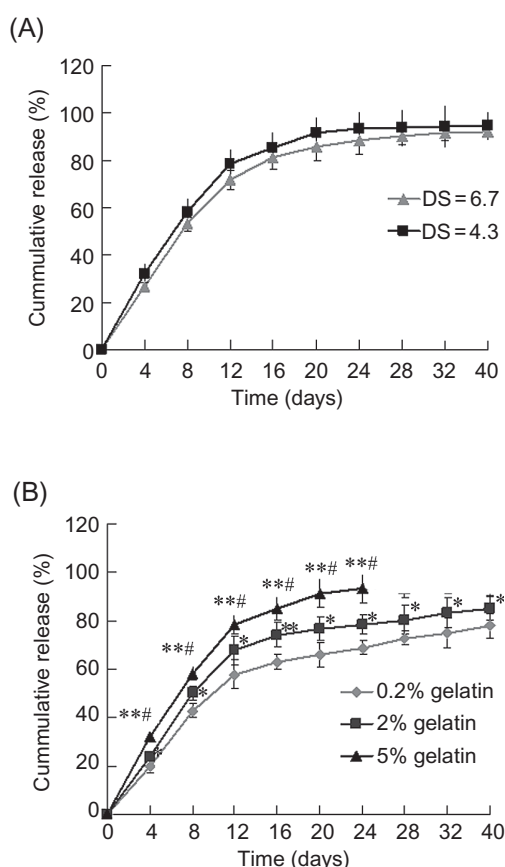 (A)
120
100
80
60
40
20
0
Cummulative release (%)
DS = 6.7
DS = 4.3
0 4 8 12 16 20 24 28 32 40
Time (days)
(B)
120
100
80
60
40
20
0
Cummulative release (%)
**# **# **# **# **# **#
* * ** * * * * *
*
0.2% gelatin
2% gelatin
5% gelatin
0 4 8 12 16 20 24 28 32 40
Time (days)